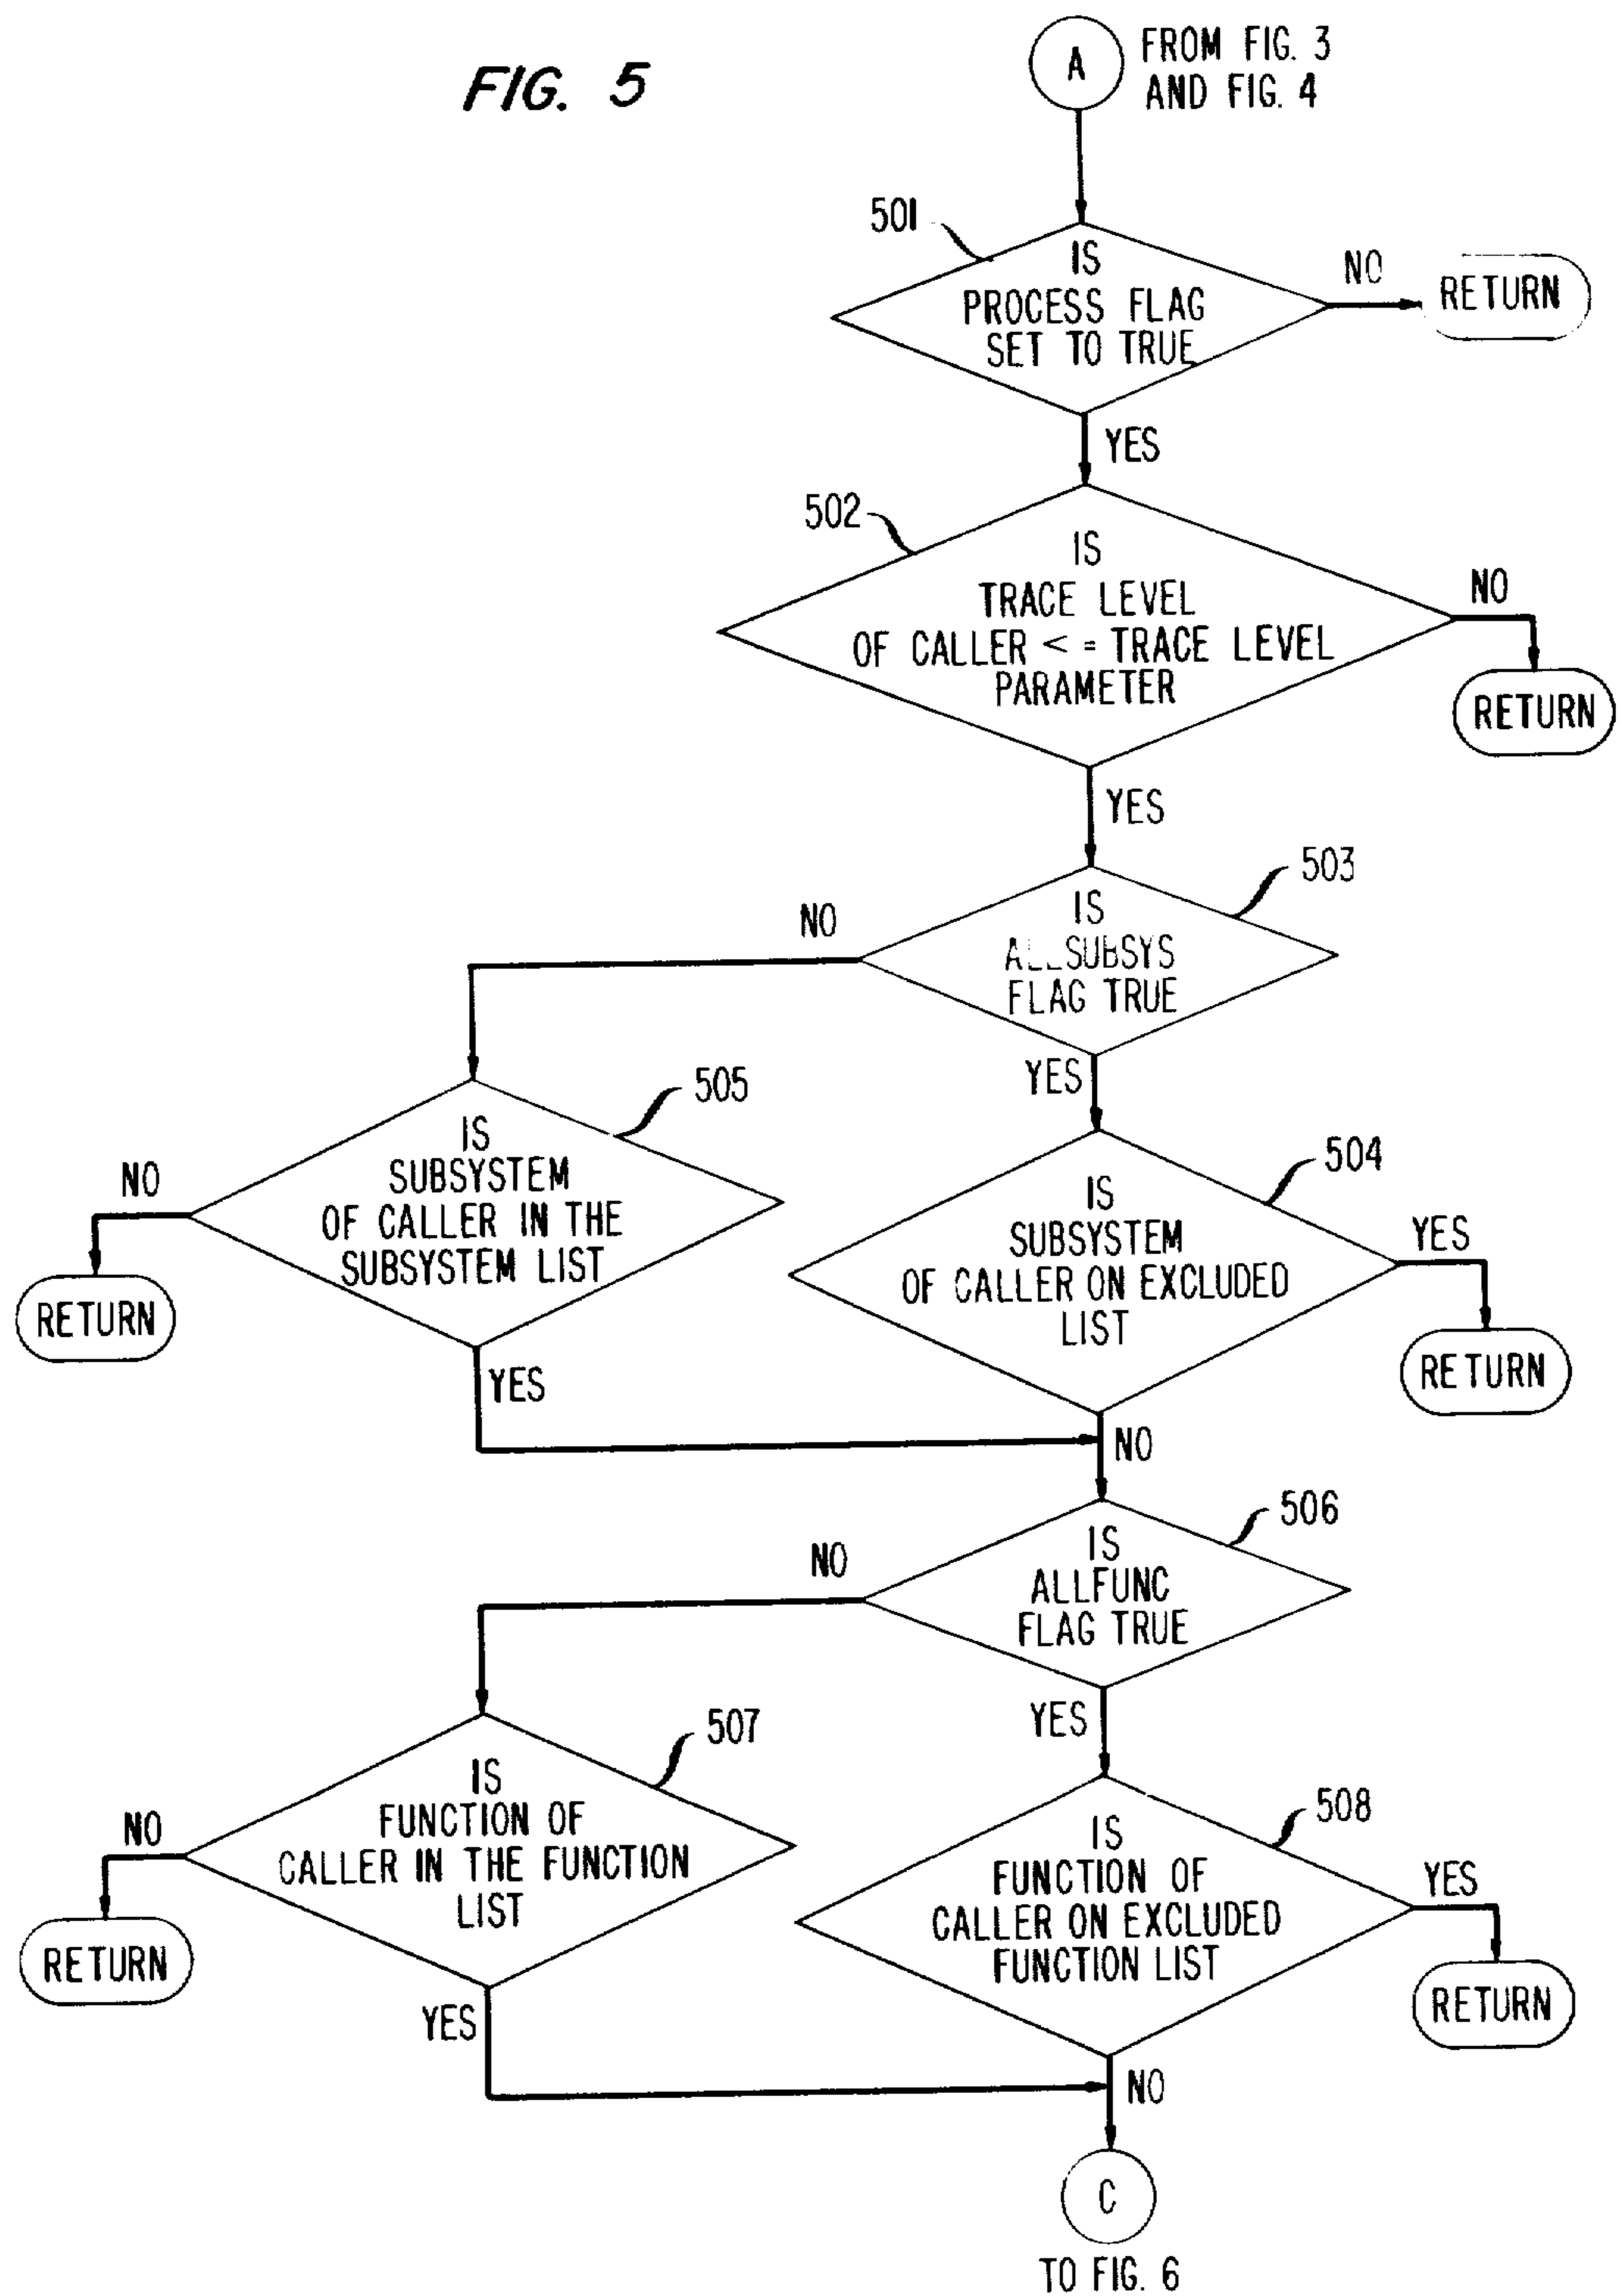 FIG. 5
A
FROM FIG. 3
AND FIG. 4
501
IS
PROCESS FLAG
SET TO TRUE
NO
RETURN
YES
502
IS
TRACE LEVEL
OF CALLER < = TRACE LEVEL
PARAMETER
NO
RETURN
YES
503
IS
ALLSUBSYS
FLAG TRUE
NO
YES
505
IS
SUBSYSTEM
OF CALLER IN THE
SUBSYSTEM LIST
NO
RETURN
YES
504
IS
SUBSYSTEM
OF CALLER ON EXCLUDED
LIST
YES
RETURN
NO
506
IS
ALLFUNC
FLAG TRUE
NO
YES
507
IS
FUNCTION OF
CALLER IN THE FUNCTION
LIST
NO
RETURN
YES
508
IS
FUNCTION OF
CALLER ON EXCLUDED
FUNCTION LIST
YES
RETURN
NO
C
TO FIG. 6